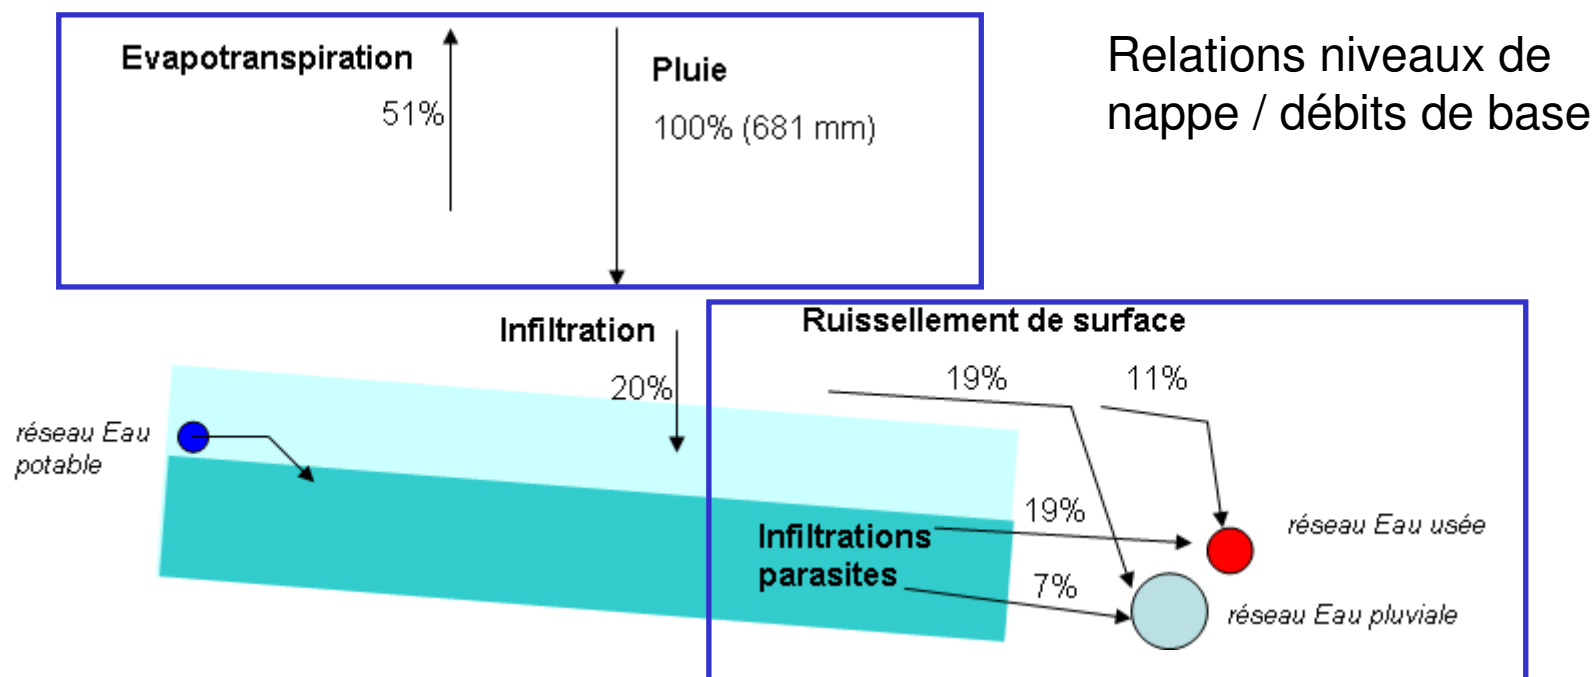 Relations niveaux de
nappe / débits de base
Evapotranspiration
51%
Pluie
100% (681 mm)
Infiltration
20%
Ruissellement de surface
19%
11%
réseau Eau
potable
Infiltrations
parasites
19%
7%
réseau Eau usée
réseau Eau pluviale